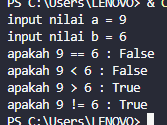 PS C:\Users\LENOVO> & C
input nilai a = 9
input nilai b = 6
apakah 9 == 6 : False
apakah 9 < 6 : False
apakah 9 > 6 : True
apakah 9 != 6 : True
PS C:\Users\LENOVO>